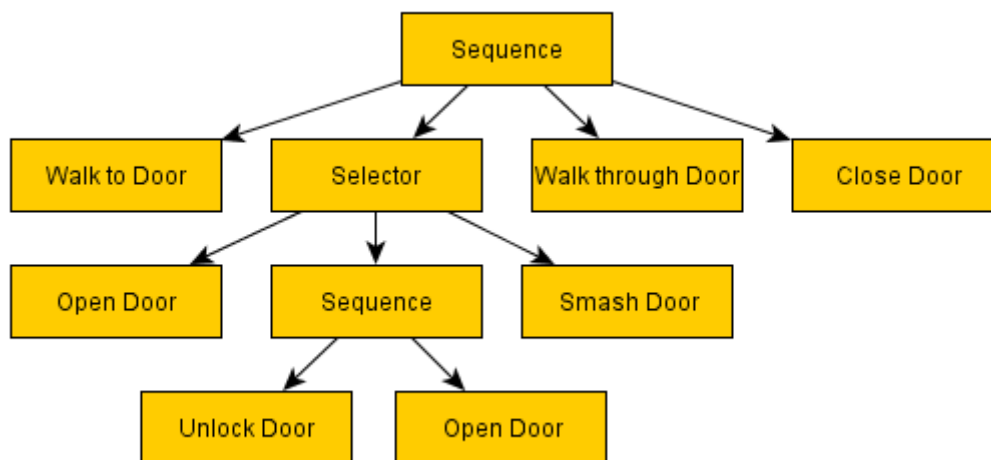 Sequence
Walk to Door
Selector
Walk through Door
Close Door
Open Door
Sequence
Smash Door
Unlock Door
Open Door